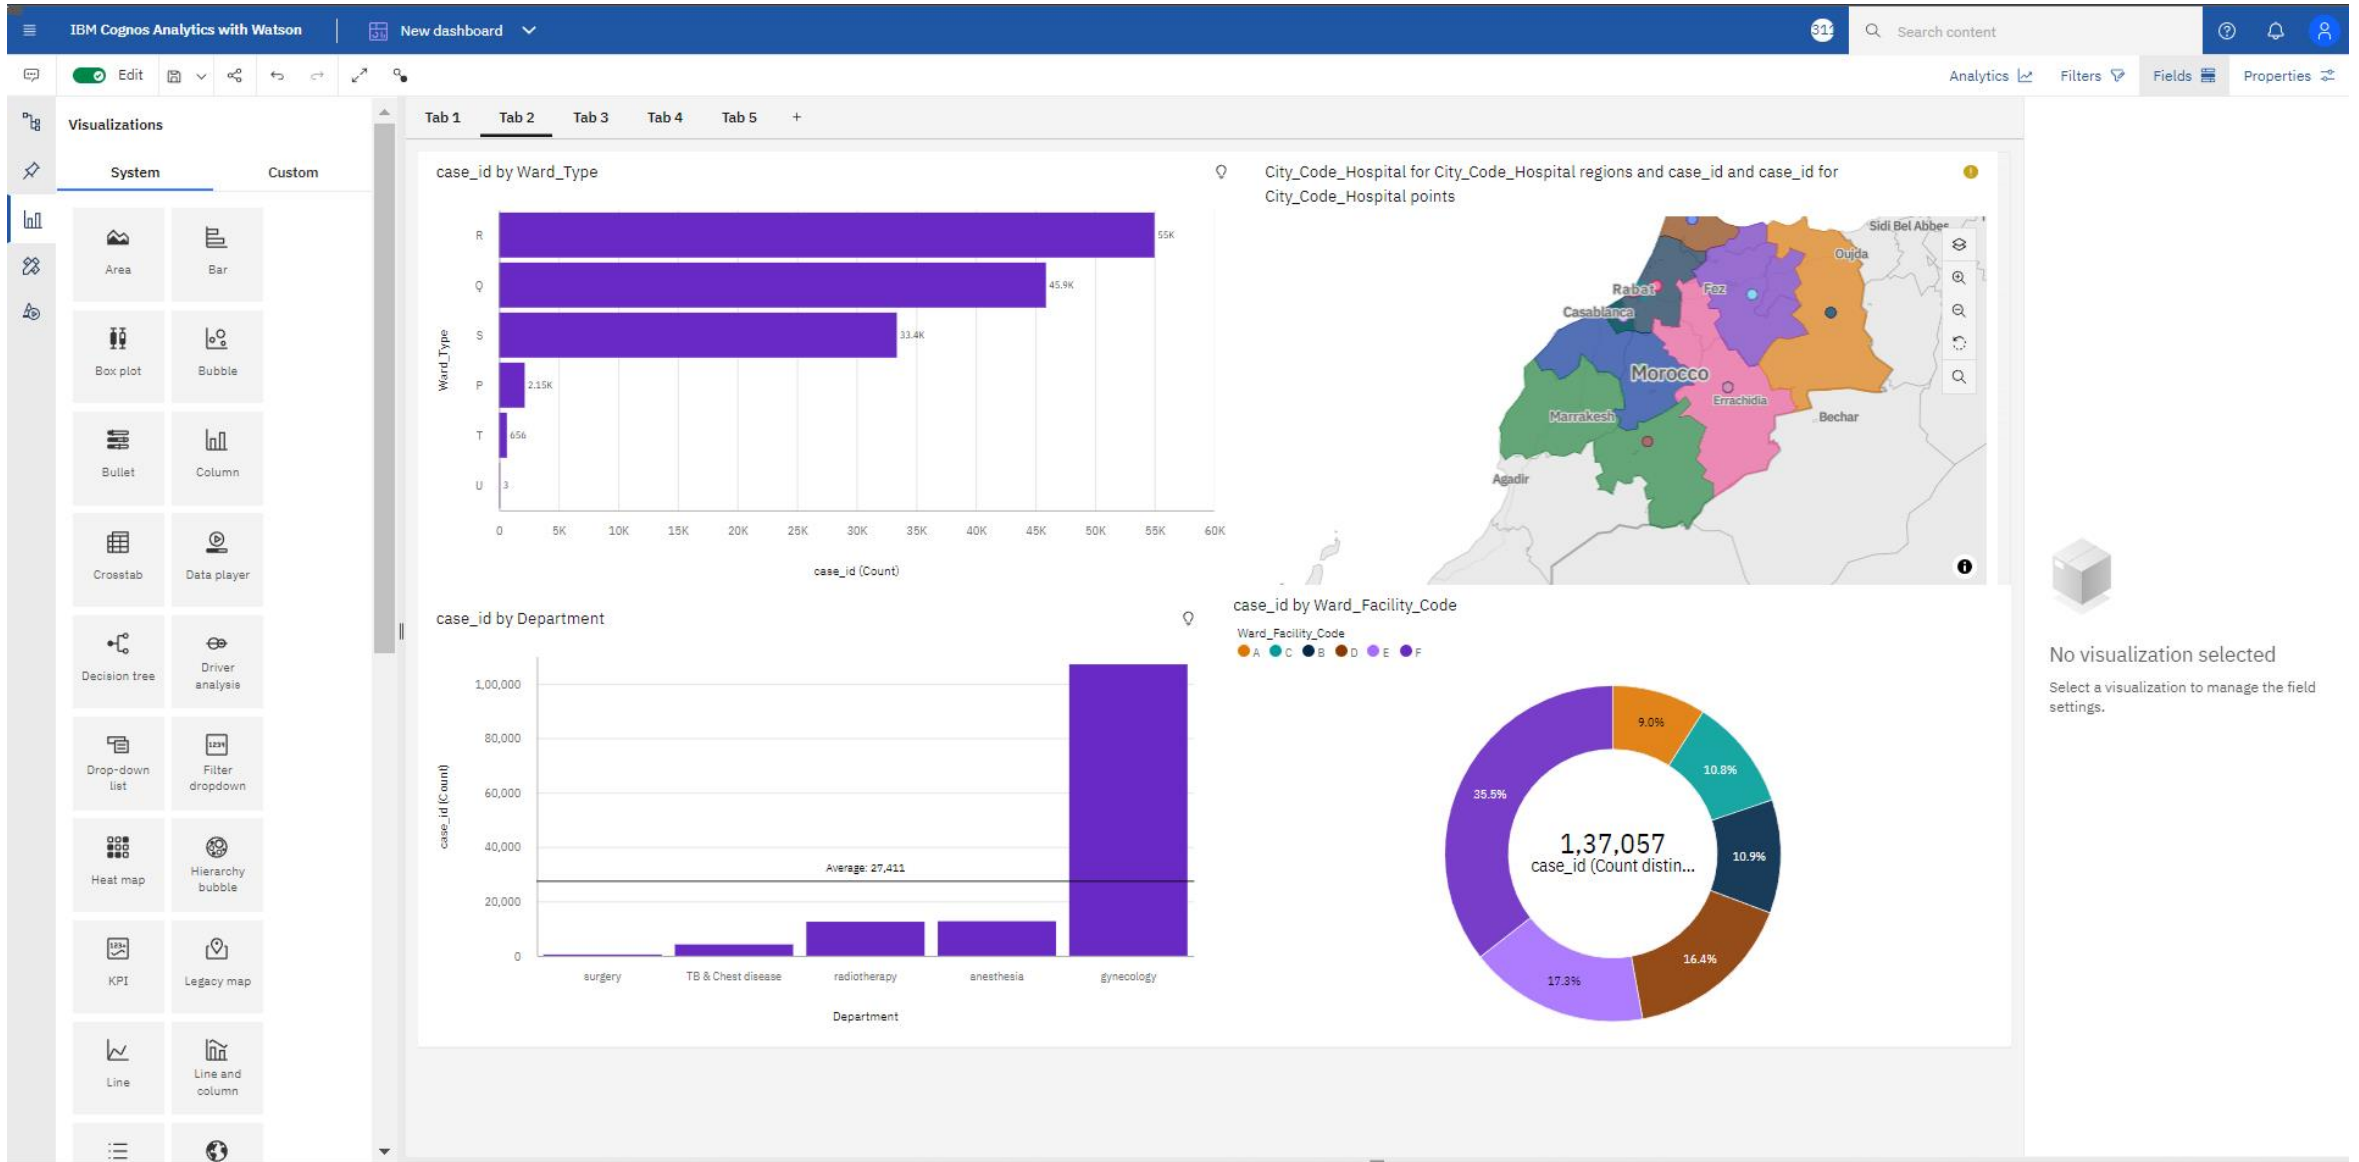 IBM Cognos Analytics with Watson
New dashboard
311
Search content
Edit
Analytics
Filters
Fields
Properties
Visualizations
System
Custom
Area
Bar
Box plot
Bubble
Bullet
Column
Crosstab
Data player
Decision tree
Driver
analysis
Drop-down
list
Filter
dropdown
Heat map
Hierarchy
bubble
KPI
Legacy map
Line
Line and
column
Tab 1
Tab 2
Tab 3
Tab 4
Tab 5
+
case_id by Ward_Type
Ward_Type
R
55K
Q
45.9K
S
33.4K
P
2.15K
T
656
U
3
0
5K
10K
15K
20K
25K
30K
35K
40K
45K
50K
55K
60K
case_id (Count)
City_Code_Hospital for City_Code_Hospital regions and case_id and case_id for
City_Code_Hospital points
Sidi Bel Abbes
Oujda
Rabat
Fez
Casablanca
Morocco
Errachidia
Marrakesh
Bechar
Agadir
case_id by Department
case_id (Count)
1,00,000
80,000
60,000
40,000
20,000
0
Average: 27,411
surgery
TB & Chest disease
radiotherapy
anesthesia
gynecology
Department
case_id by Ward_Facility_Code
Ward_Facility_Code
A
C
B
D
E
F
9.0%
10.8%
10.9%
16.4%
17.3%
35.5%
1,37,057
case_id (Count distin...
No visualization selected
Select a visualization to manage the field
settings.